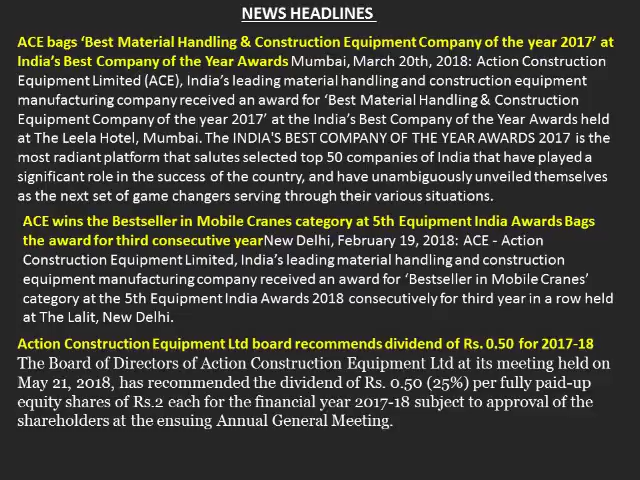 NEWS HEADLINES
ACE bags ‘Best Material Handling & Construction Equipment Company of the year 2017’ at
India’s Best Company of the Year Awards Mumbai, March 20th, 2018: Action Construction
Equipment Limited (ACE), India’s leading material handling and construction equipment
manufacturing company received an award for ‘Best Material Handling & Construction
Equipment Company of the year 2017’ at the India’s Best Company of the Year Awards held
at The Leela Hotel, Mumbai. The INDIA'S BEST COMPANY OF THE YEAR AWARDS 2017 is the
most radiant platform that salutes selected top 50 companies of India that have played a
significant role in the success of the country, and have unambiguously unveiled themselves
as the next set of game changers serving through their various situations.
ACE wins the Bestseller in Mobile Cranes category at 5th Equipment India Awards Bags
the award for third consecutive yearNew Delhi, February 19, 2018: ACE - Action
Construction Equipment Limited, India’s leading material handling and construction
equipment manufacturing company received an award for ‘Bestseller in Mobile Cranes’
category at the 5th Equipment India Awards 2018 consecutively for third year in a row held
at The Lalit, New Delhi.
Action Construction Equipment Ltd board recommends dividend of Rs. 0.50 for 2017-18
The Board of Directors of Action Construction Equipment Ltd at its meeting held on
May 21, 2018, has recommended the dividend of Rs. 0.50 (25%) per fully paid-up
equity shares of Rs.2 each for the financial year 2017-18 subject to approval of the
shareholders at the ensuing Annual General Meeting.